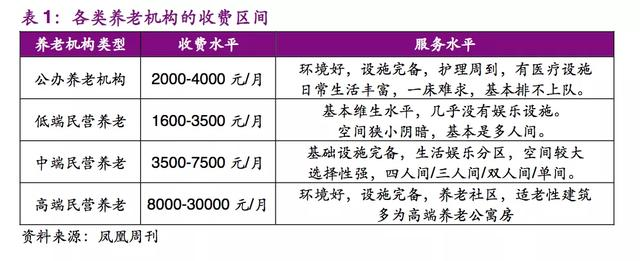 表1：各类养老机构的收费区间
养老机构类型 收费水平 服务水平
公办养老机构 2000-4000 元/月 环境好，设施完备，护理周到，有医疗设施
日常生活丰富，一床难求，基本排不上队。
低端民营养老 1600-3500 元/月 基本维生水平，几乎没有娱乐设施。
空间狭小阴暗，基本是多人间。
中端民营养老 3500-7500 元/月 基础设施完备，生活娱乐分区，空间较大
选择性强，四人间/三人间/双人间/单间。
高端民营养老 8000-30000 元/月 环境好，设施完备，养老社区，适老性建筑
多为高端养老公寓房
资料来源：凤凰周刊